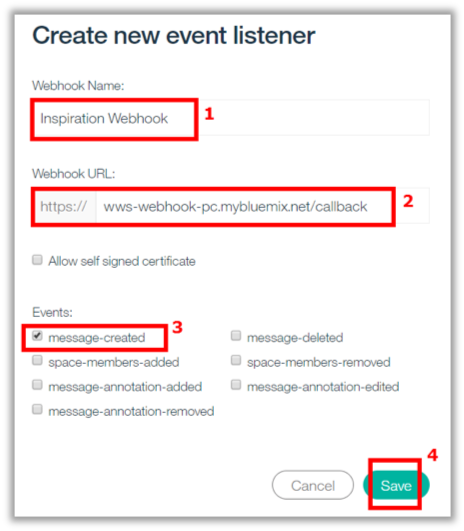 Create new event listener
Webhook Name:
Inspiration Webhook 1
Webhook URL:
https:// wws-webhook-pc.mybluemix.net/callback 2
Allow self signed certificate
Events:
message-created 3 message-deleted
space-members-added space-members-removed
message-annotation-added message-annotation-edited
message-annotation-removed
4
Cancel Save